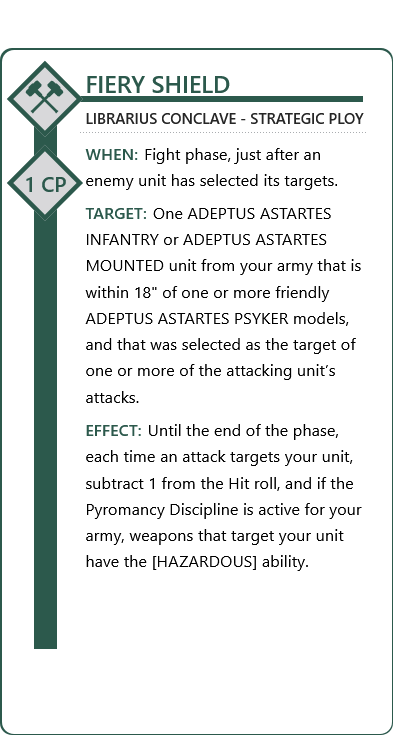 FIERY SHIELD
LIBRARIUS CONCLAVE - STRATEGIC PLOY
1 CP
WHEN: Fight phase, just after an
enemy unit has selected its targets.
TARGET: One ADEPTUS ASTARTES
INFANTRY or ADEPTUS ASTARTES
MOUNTED unit from your army that is
within 18" of one or more friendly
ADEPTUS ASTARTES PSYKER models,
and that was selected as the target of
one or more of the attacking unit’s
attacks.
EFFECT: Until the end of the phase,
each time an attack targets your unit,
subtract 1 from the Hit roll, and if the
Pyromancy Discipline is active for your
army, weapons that target your unit
have the [HAZARDOUS] ability.